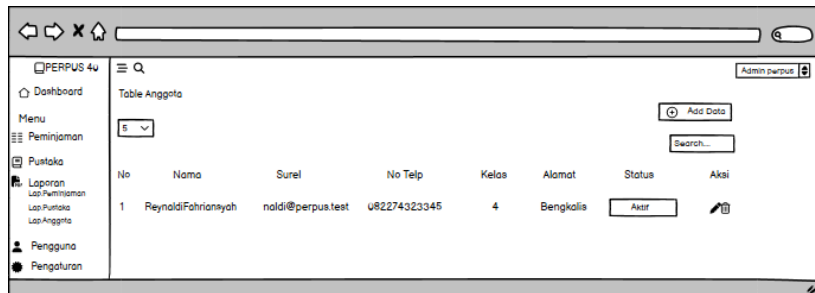 PERPUS 4u
Admin perpus
Dashboard
Table Anggota
Menu
Add Data
5
Peminjaman
Search...
Pustaka
No Nama Surel No Telp Kelas Alamat Status Aksi
Laporan
Lap.Peminjaman
Lap.Pustaka
Lap.Anggota
1 ReynaldiFahriansyah naldi@perpus.test 082274323345 4 Bengkalis Aktif
Pengguna
Pengaturan